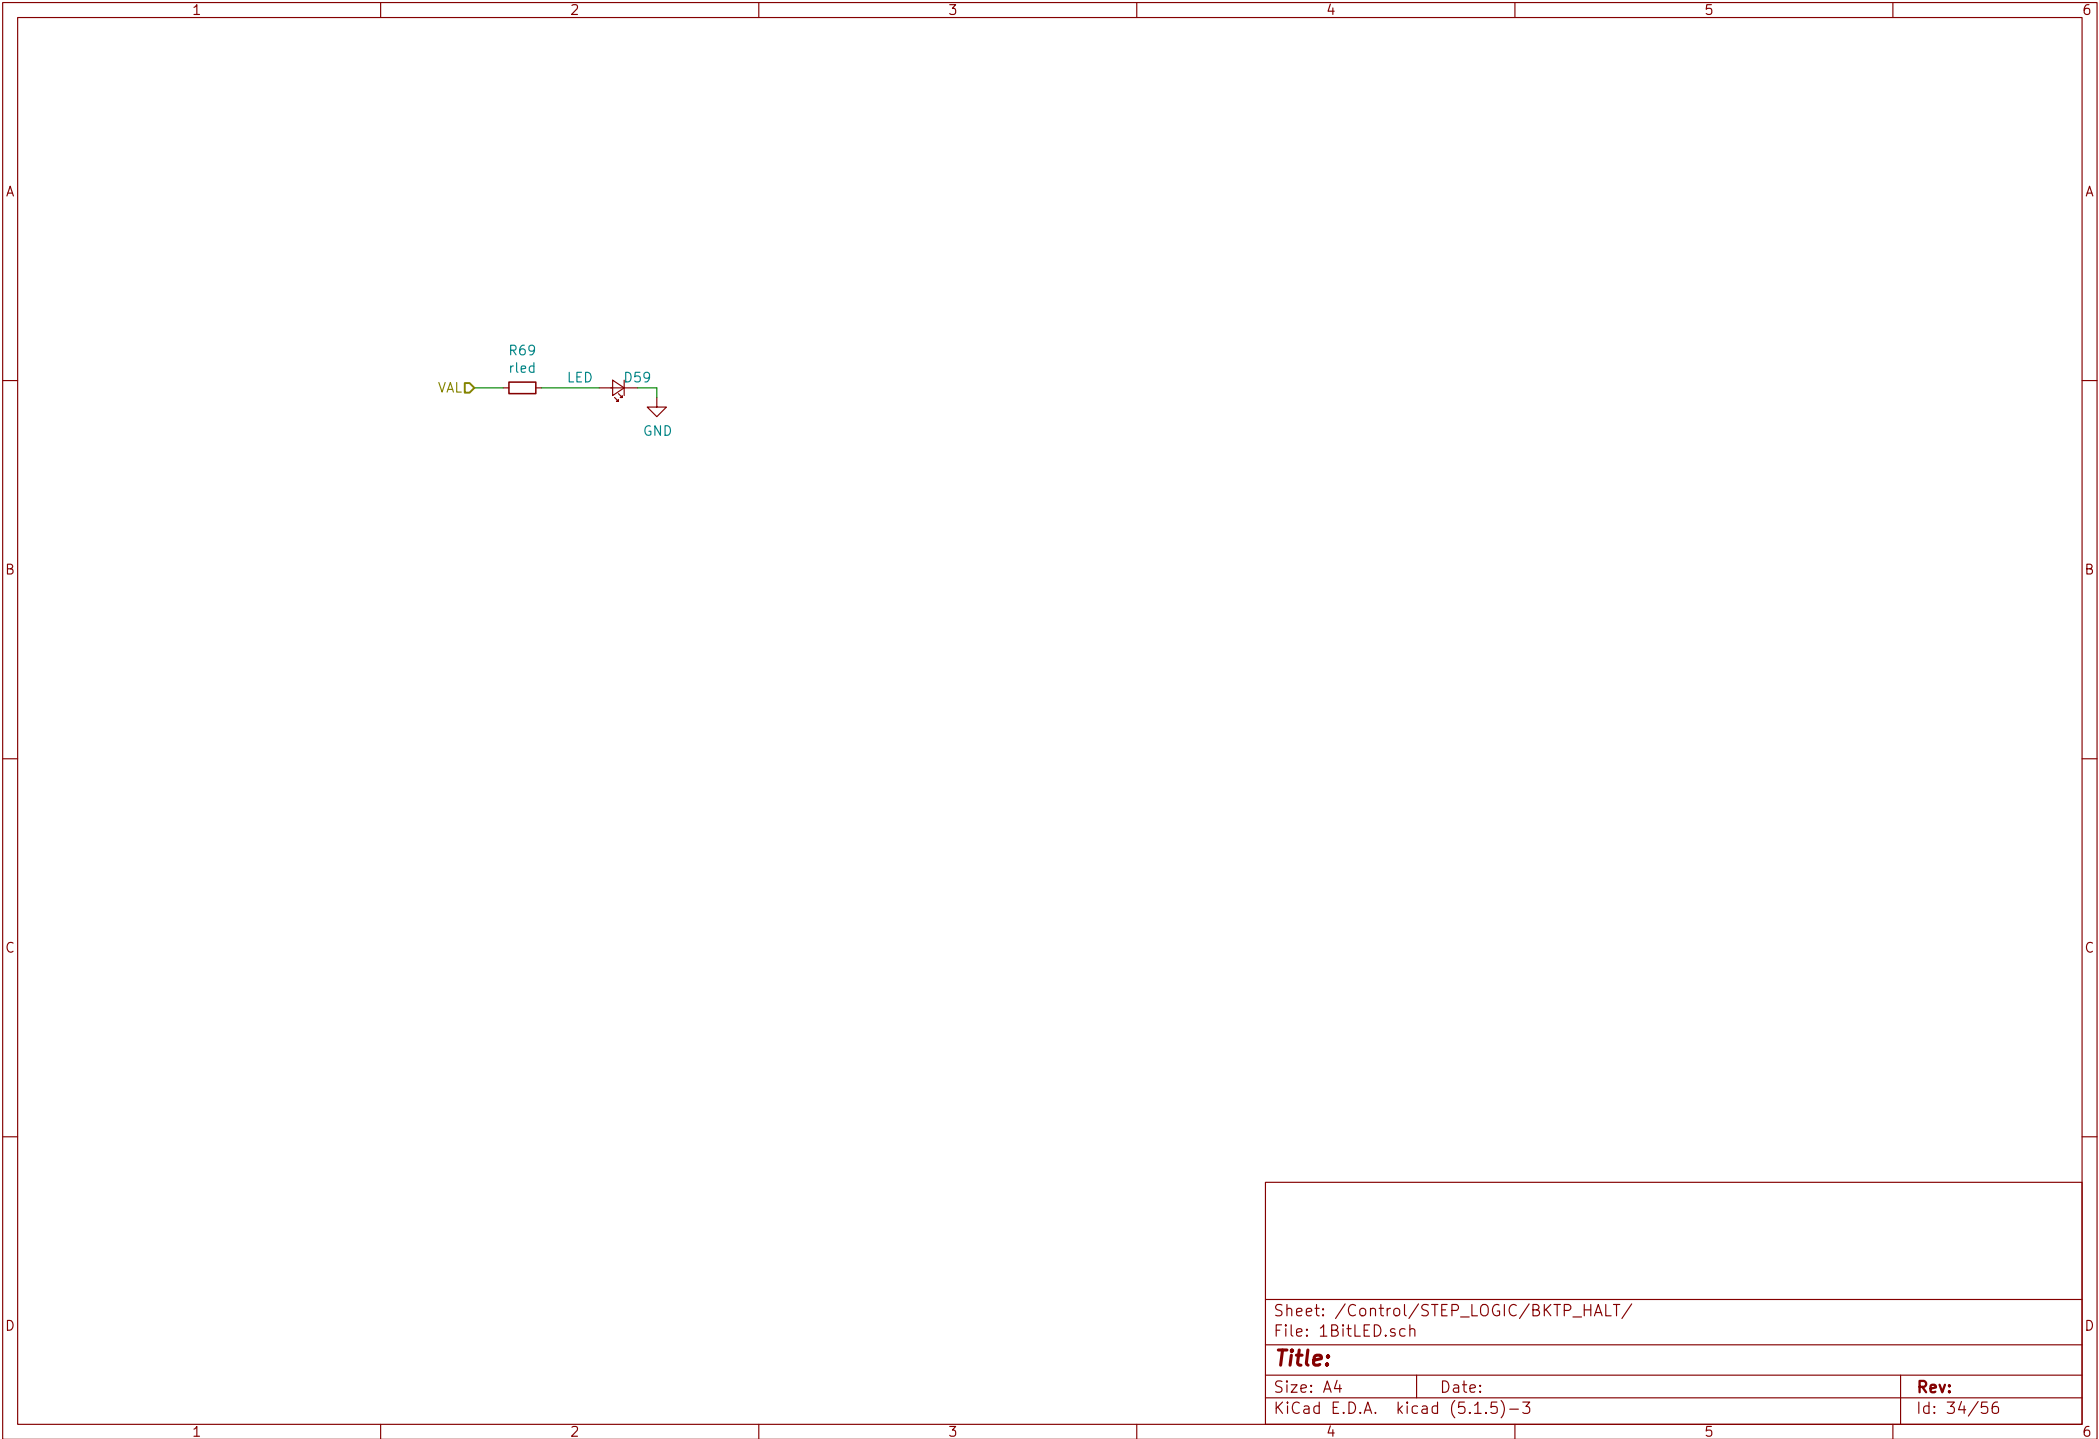 1 2 3 4 5 6
A A
R69
rled
LED D59
VAL
GND
B B
C C
Sheet: /Control/STEP_LOGIC/BKTP_HALT/
File: 1BitLED.sch
D D
Title:
Size: A4 Date: Rev:
KiCad E.D.A. kicad (5.1.5)-3 Id: 34/56
1 2 3 4 5 6